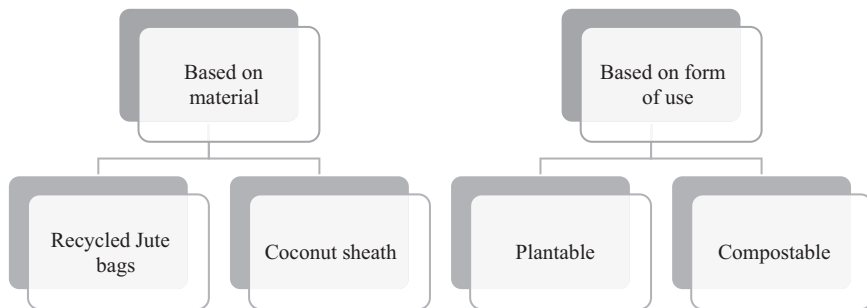 Based on
material
Based on form
of use
Recycled Jute
bags
Coconut sheath
Plantable
Compostable